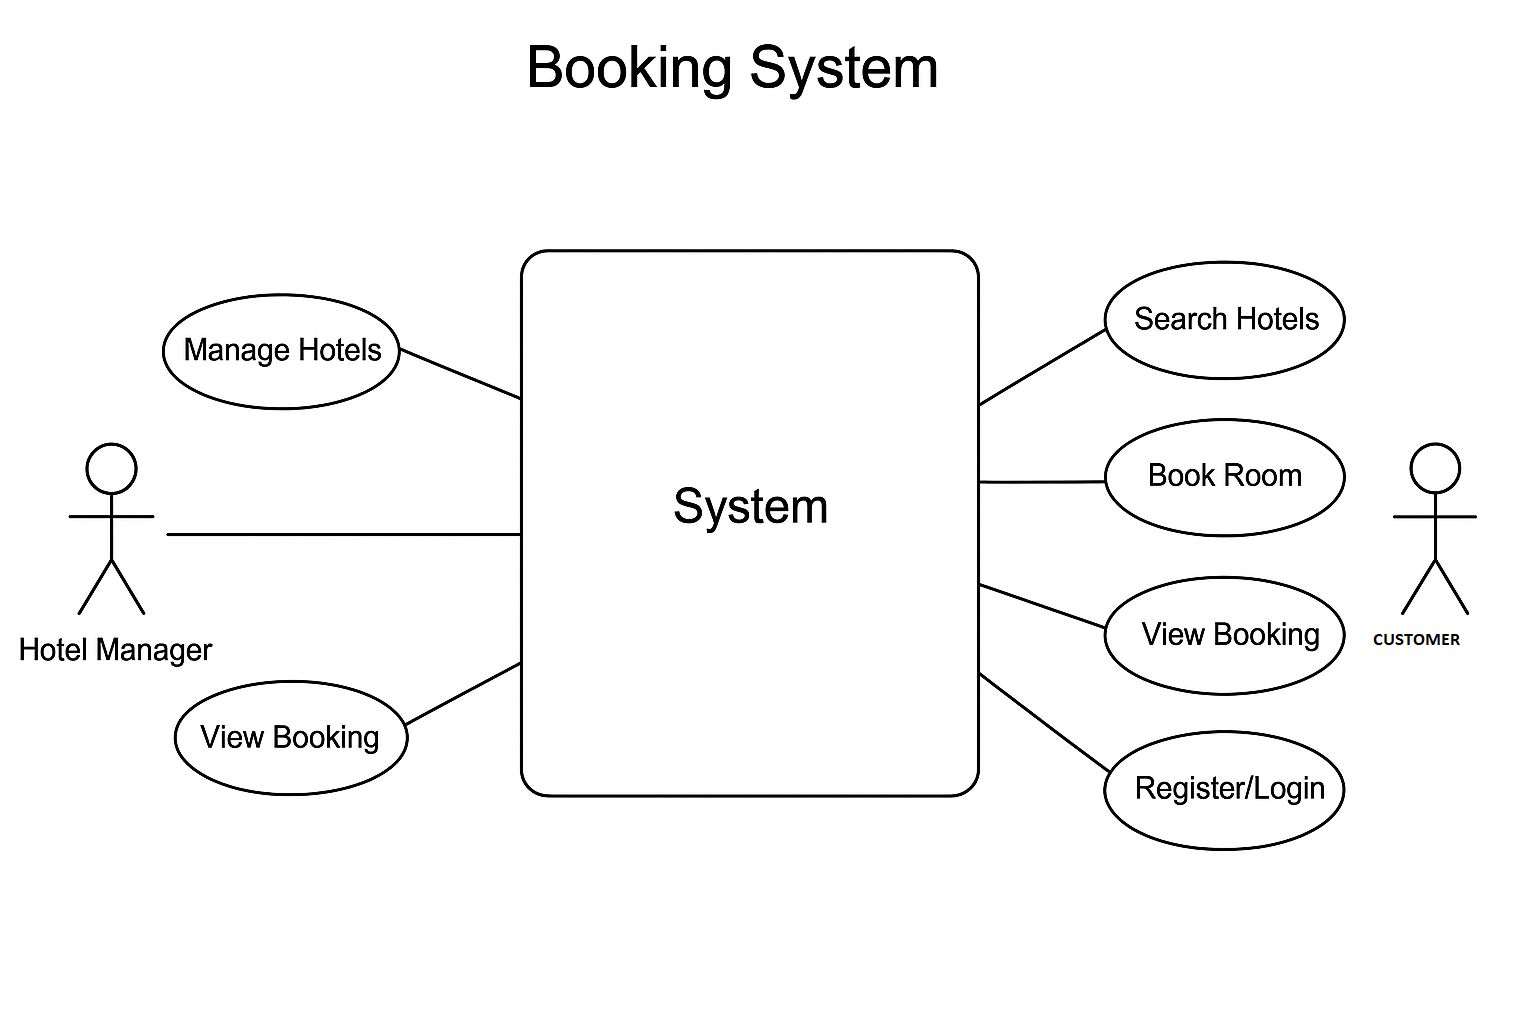 Booking System
Manage Hotels
Hotel Manager
View Booking
System
Search Hotels
Book Room
View Booking
Register/Login
CUSTOMER